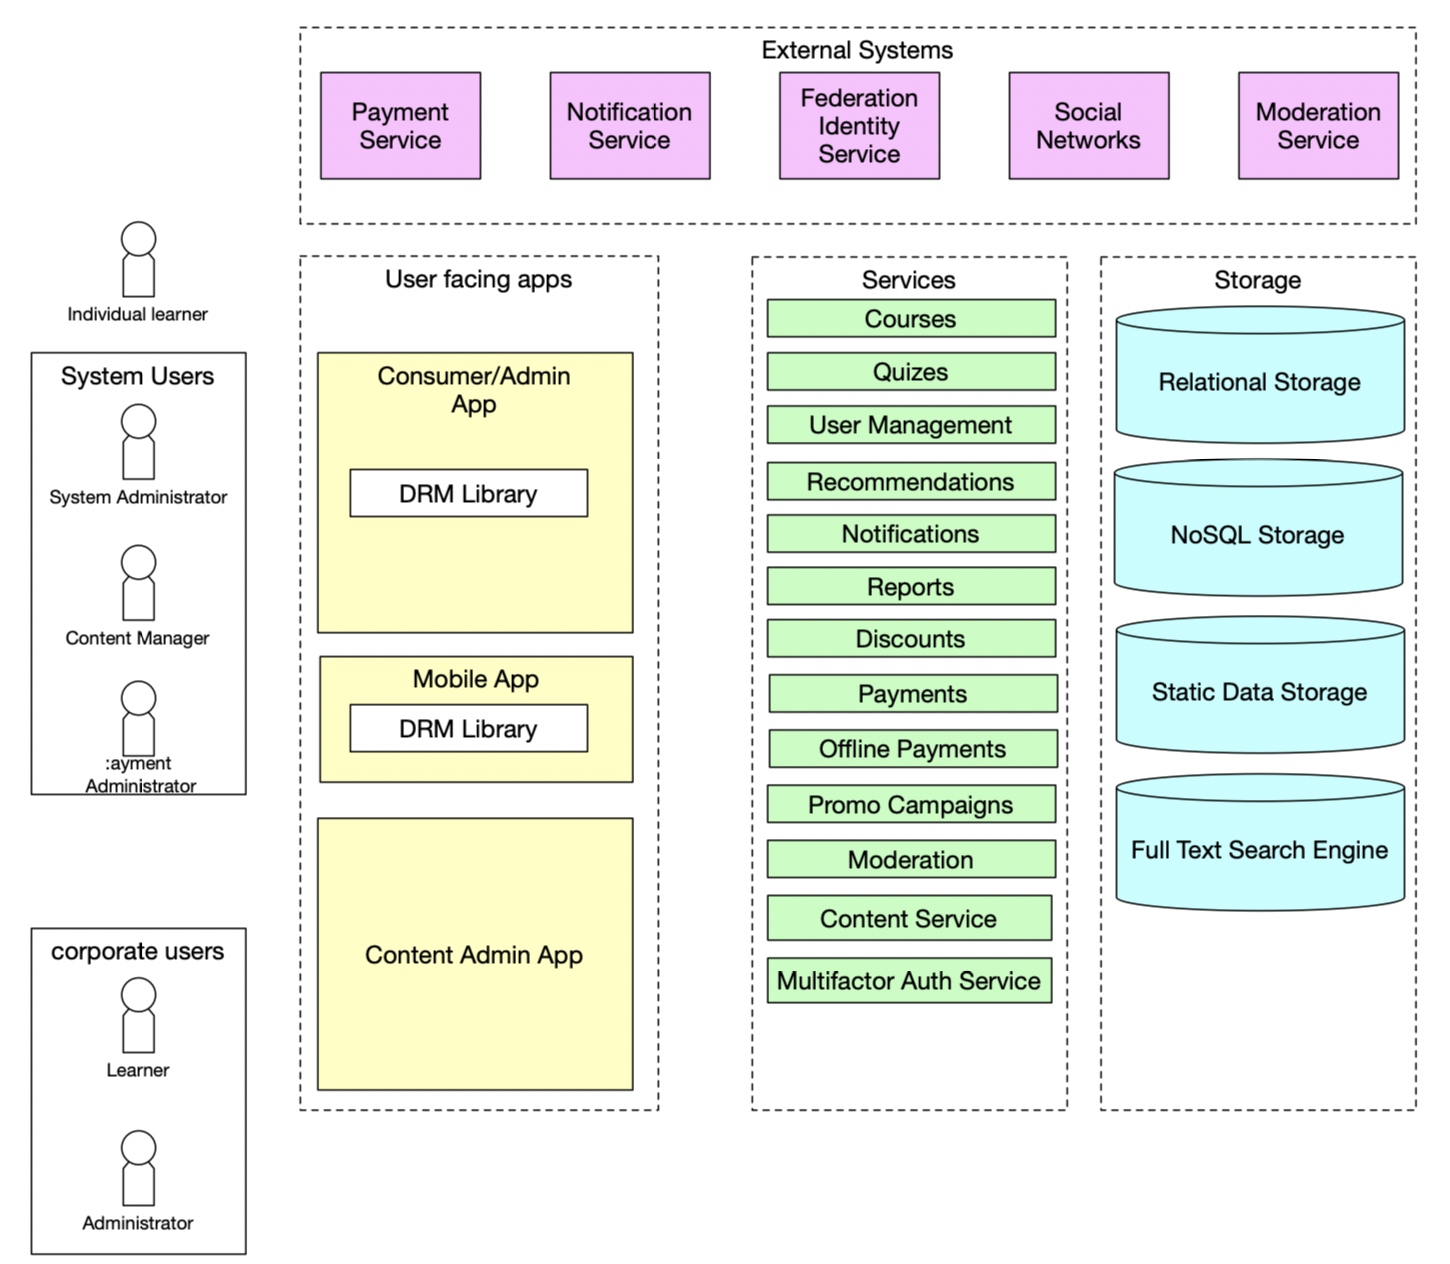 External Systems
Payment
Service
Notification
Service
Federation
Identity
Service
Social
Networks
Moderation
Service
Individual learner
System Users
System Administrator
Content Manager
:ayment
Administrator
corporate users
Learner
Administrator
User facing apps
Consumer/Admin
App
DRM Library
Mobile App
DRM Library
Content Admin App
Services
Courses
Quizes
User Management
Recommendations
Notifications
Reports
Discounts
Payments
Offline Payments
Promo Campaigns
Moderation
Content Service
Multifactor Auth Service
Storage
Relational Storage
NoSQL Storage
Static Data Storage
Full Text Search Engine